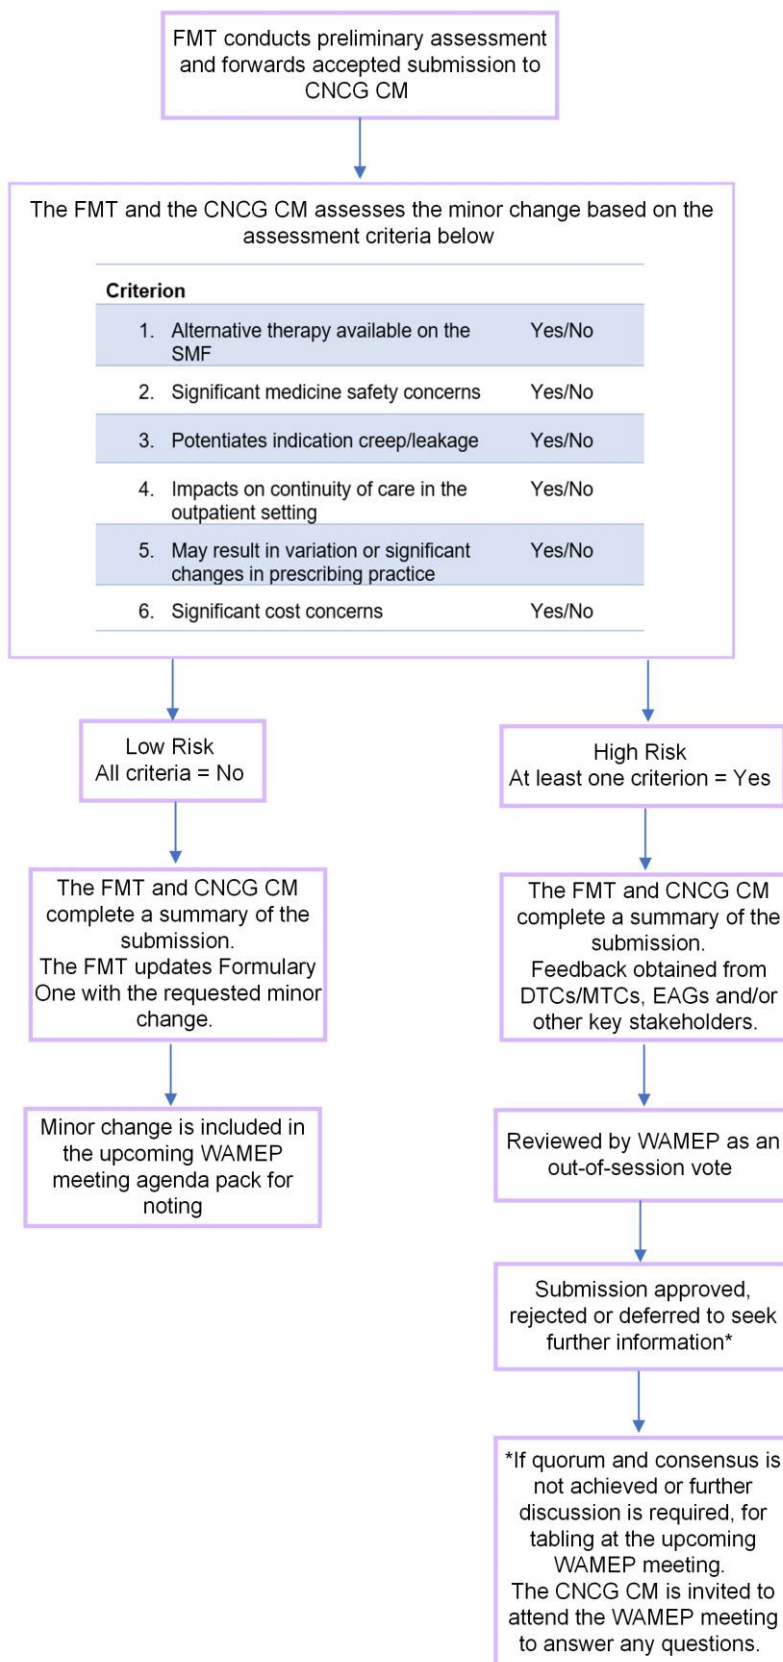 FMT conducts preliminary assessment
and forwards accepted submission to
CNCG CM
The FMT and the CNCG CM assesses the minor change based on the
assessment criteria below
Criterion
1. Alternative therapy available on the Yes/No
SMF
2. Significant medicine safety concerns Yes/No
3. Potentiates indication creep/leakage Yes/No
4. Impacts on continuity of care in the Yes/No
outpatient setting
5. May result in variation or significant Yes/No
changes in prescribing practice
6. Significant cost concerns Yes/No
Low Risk
All criteria = No
The FMT and CNCG CM
complete a summary of the
submission.
The FMT updates Formulary
One with the requested minor
change.
Minor change is included in
the upcoming WAMEP
meeting agenda pack for
noting
High Risk
At least one criterion = Yes
The FMT and CNCG CM
complete a summary of the
submission.
Feedback obtained from
DTCs/MTCs, EAGs and/or
other key stakeholders.
Reviewed by WAMEP as an
out-of-session vote
Submission approved,
rejected or deferred to seek
further information*
*If quorum and consensus is
not achieved or further
discussion is required, for
tabling at the upcoming
WAMEP meeting.
The CNCG CM is invited to
attend the WAMEP meeting
to answer any questions.